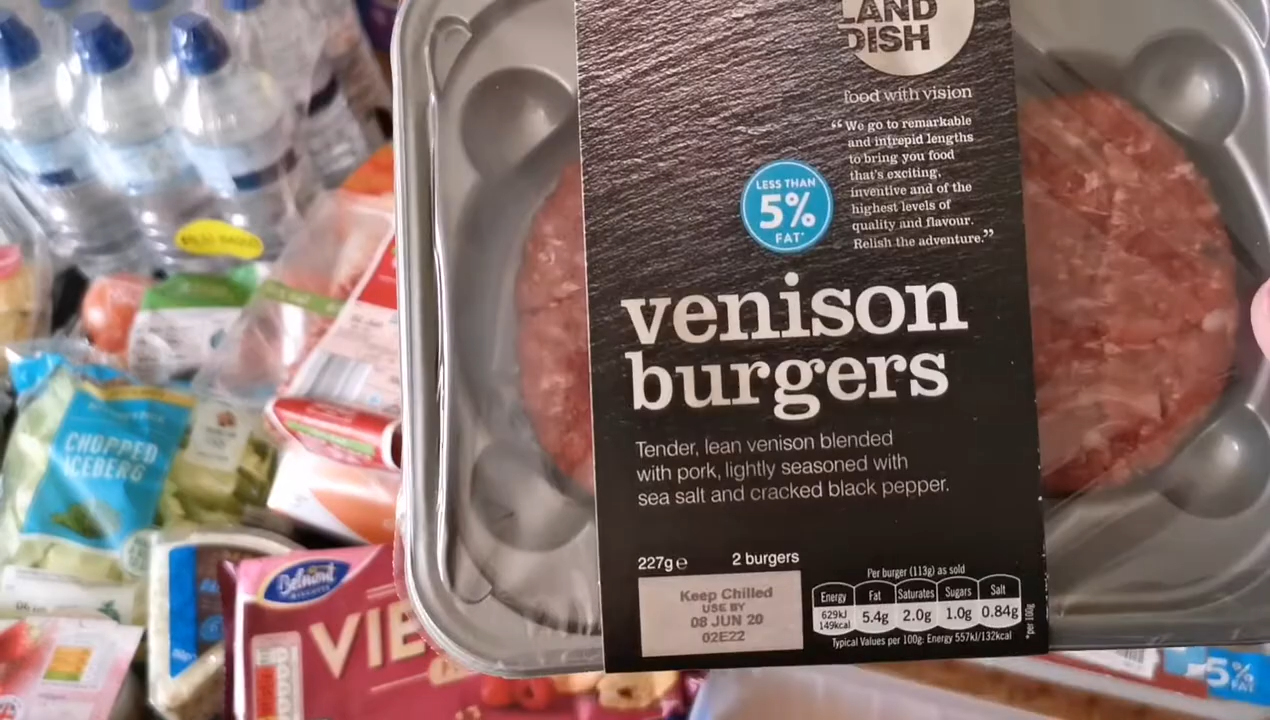 LAND
DISH
food with vision
“We go to remarkable
and intrepid lengths
to bring you food
that's exciting,
inventive and of the
highest levels of
quality and flavour.
Relish the adventure.”
LESS THAN
5%
FAT*
venison
burgers
Tender, lean venison blended
with pork, lightly seasoned with
sea salt and cracked black pepper.
227g℮ 2 burgers
Keep Chilled
USE BY
08 JUN 20
02E22
Per burger (113g) as sold
Energy Fat Saturates Sugars Salt
629kJ
149kcal 5.4g 2.0g 1.0g 0.84g
Typical Values per 100g: Energy 557kJ/132kcal
*per 100g
CHOPPED
ICEBERG
Belmont
BISCUITS
VIE
5%
FAT